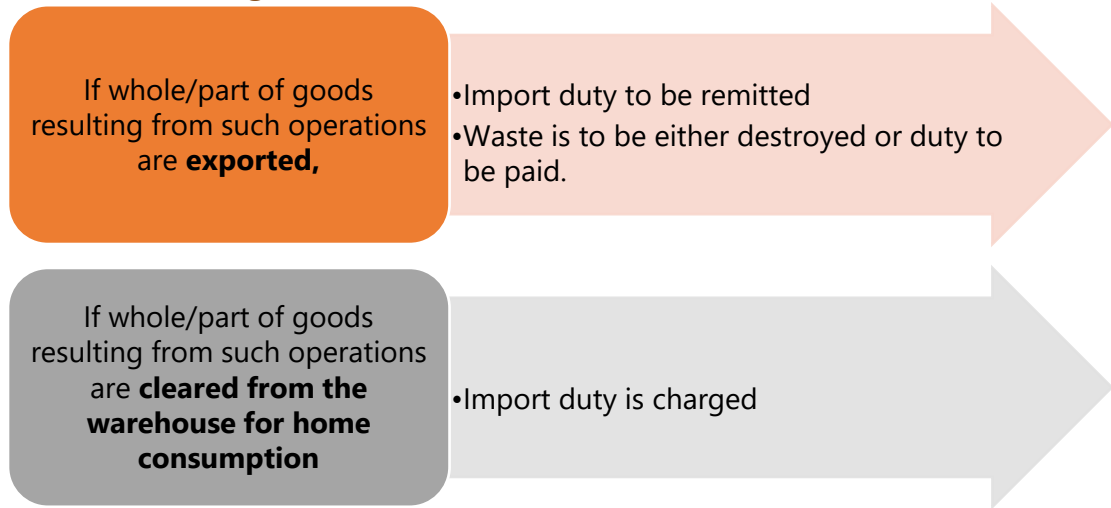 If whole/part of goods
resulting from such operations
are exported,
•Import duty to be remitted
•Waste is to be either destroyed or duty to
be paid.
If whole/part of goods
resulting from such operations
are cleared from the
warehouse for home
consumption
•Import duty is charged